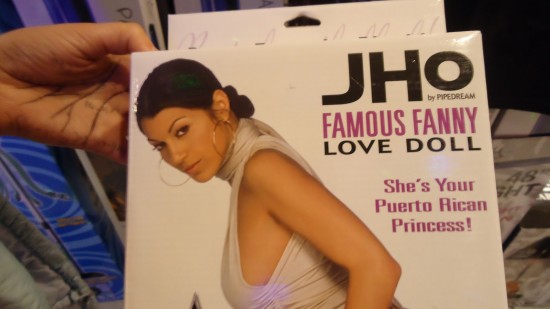 JHO
by PIPEDREAM
FAMOUS FANNY
LOVE DOLL
She's Your
Puerto Rican
Princess!